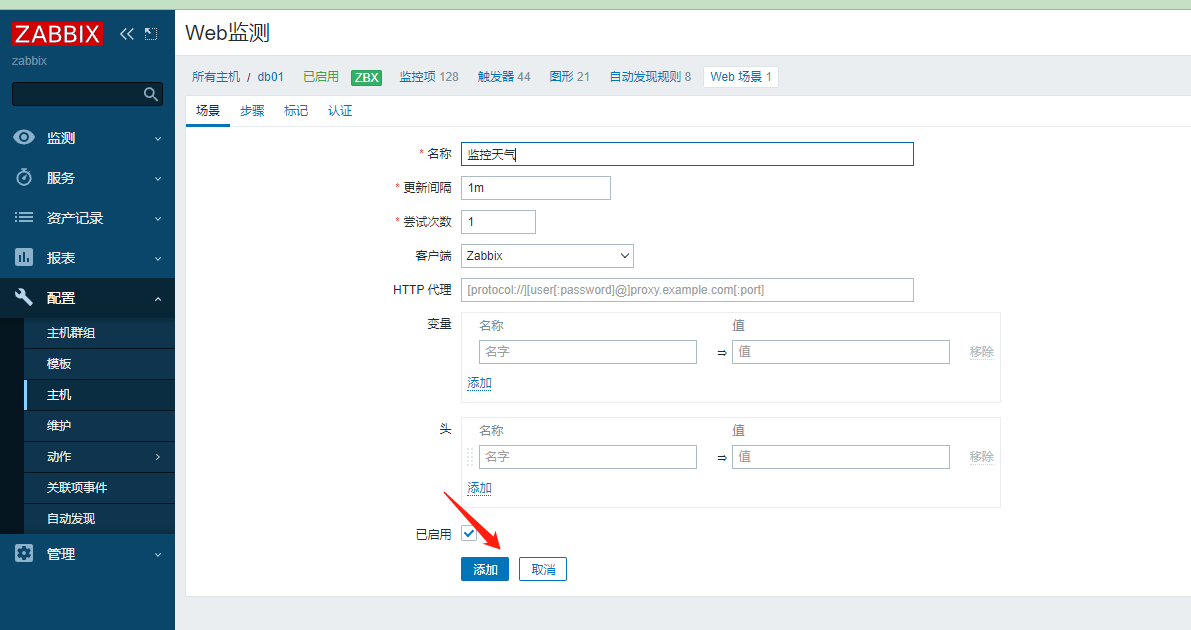 ZABBIX
zabbix
监测
服务
资产记录
报表
配置
主机群组
模板
主机
维护
动作
关联项事件
自动发现
管理
Web监测
所有主机 / db01 已启用 ZBX 监控项 128 触发器 44 图形 21 自动发现规则 8 Web 场景 1
场景 步骤 标记 认证
* 名称 监控天气
* 更新间隔 1m
* 尝试次数 1
客户端 Zabbix
HTTP 代理 [protocol://][user[:password]@]proxy.example.com[:port]
变量 名称 值
名字 ⇒ 值 移除
添加
头 名称 值
名字 ⇒ 值 移除
添加
已启用
添加 取消